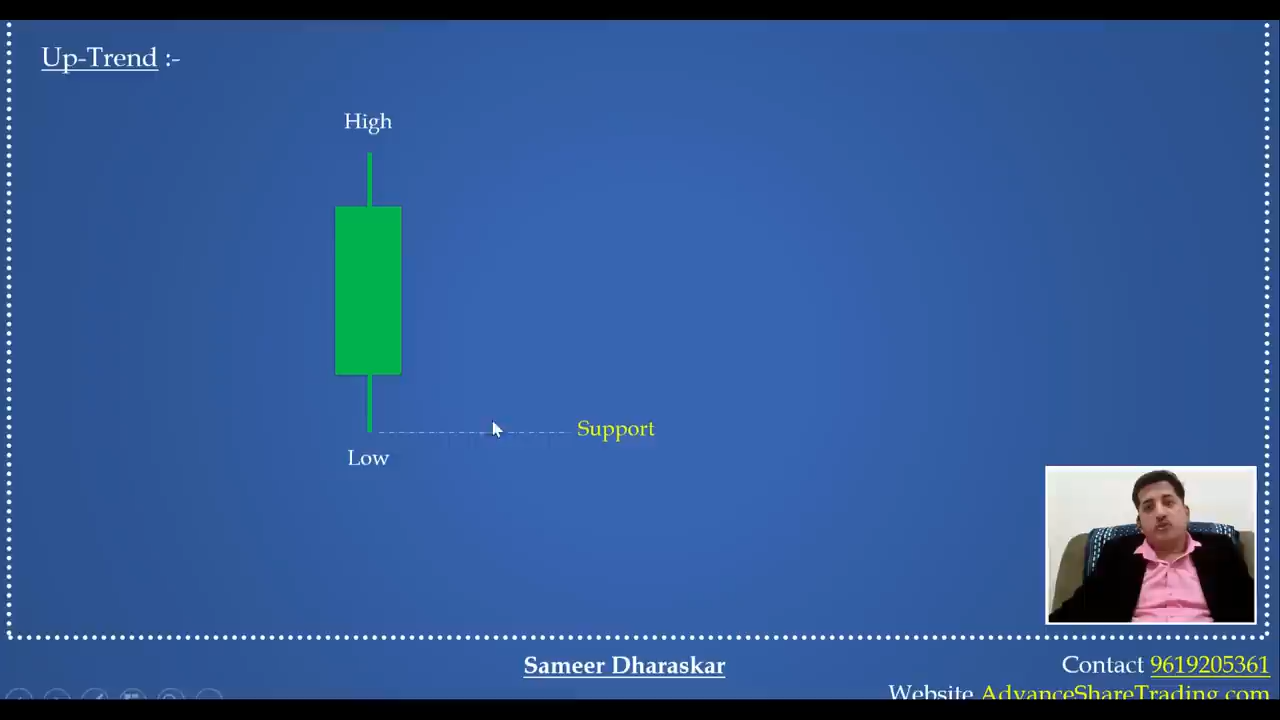 Up-Trend :-
High
Support
Low
Sameer Dharaskar
Contact 9619205361
Website AdvanceShareTrading.com